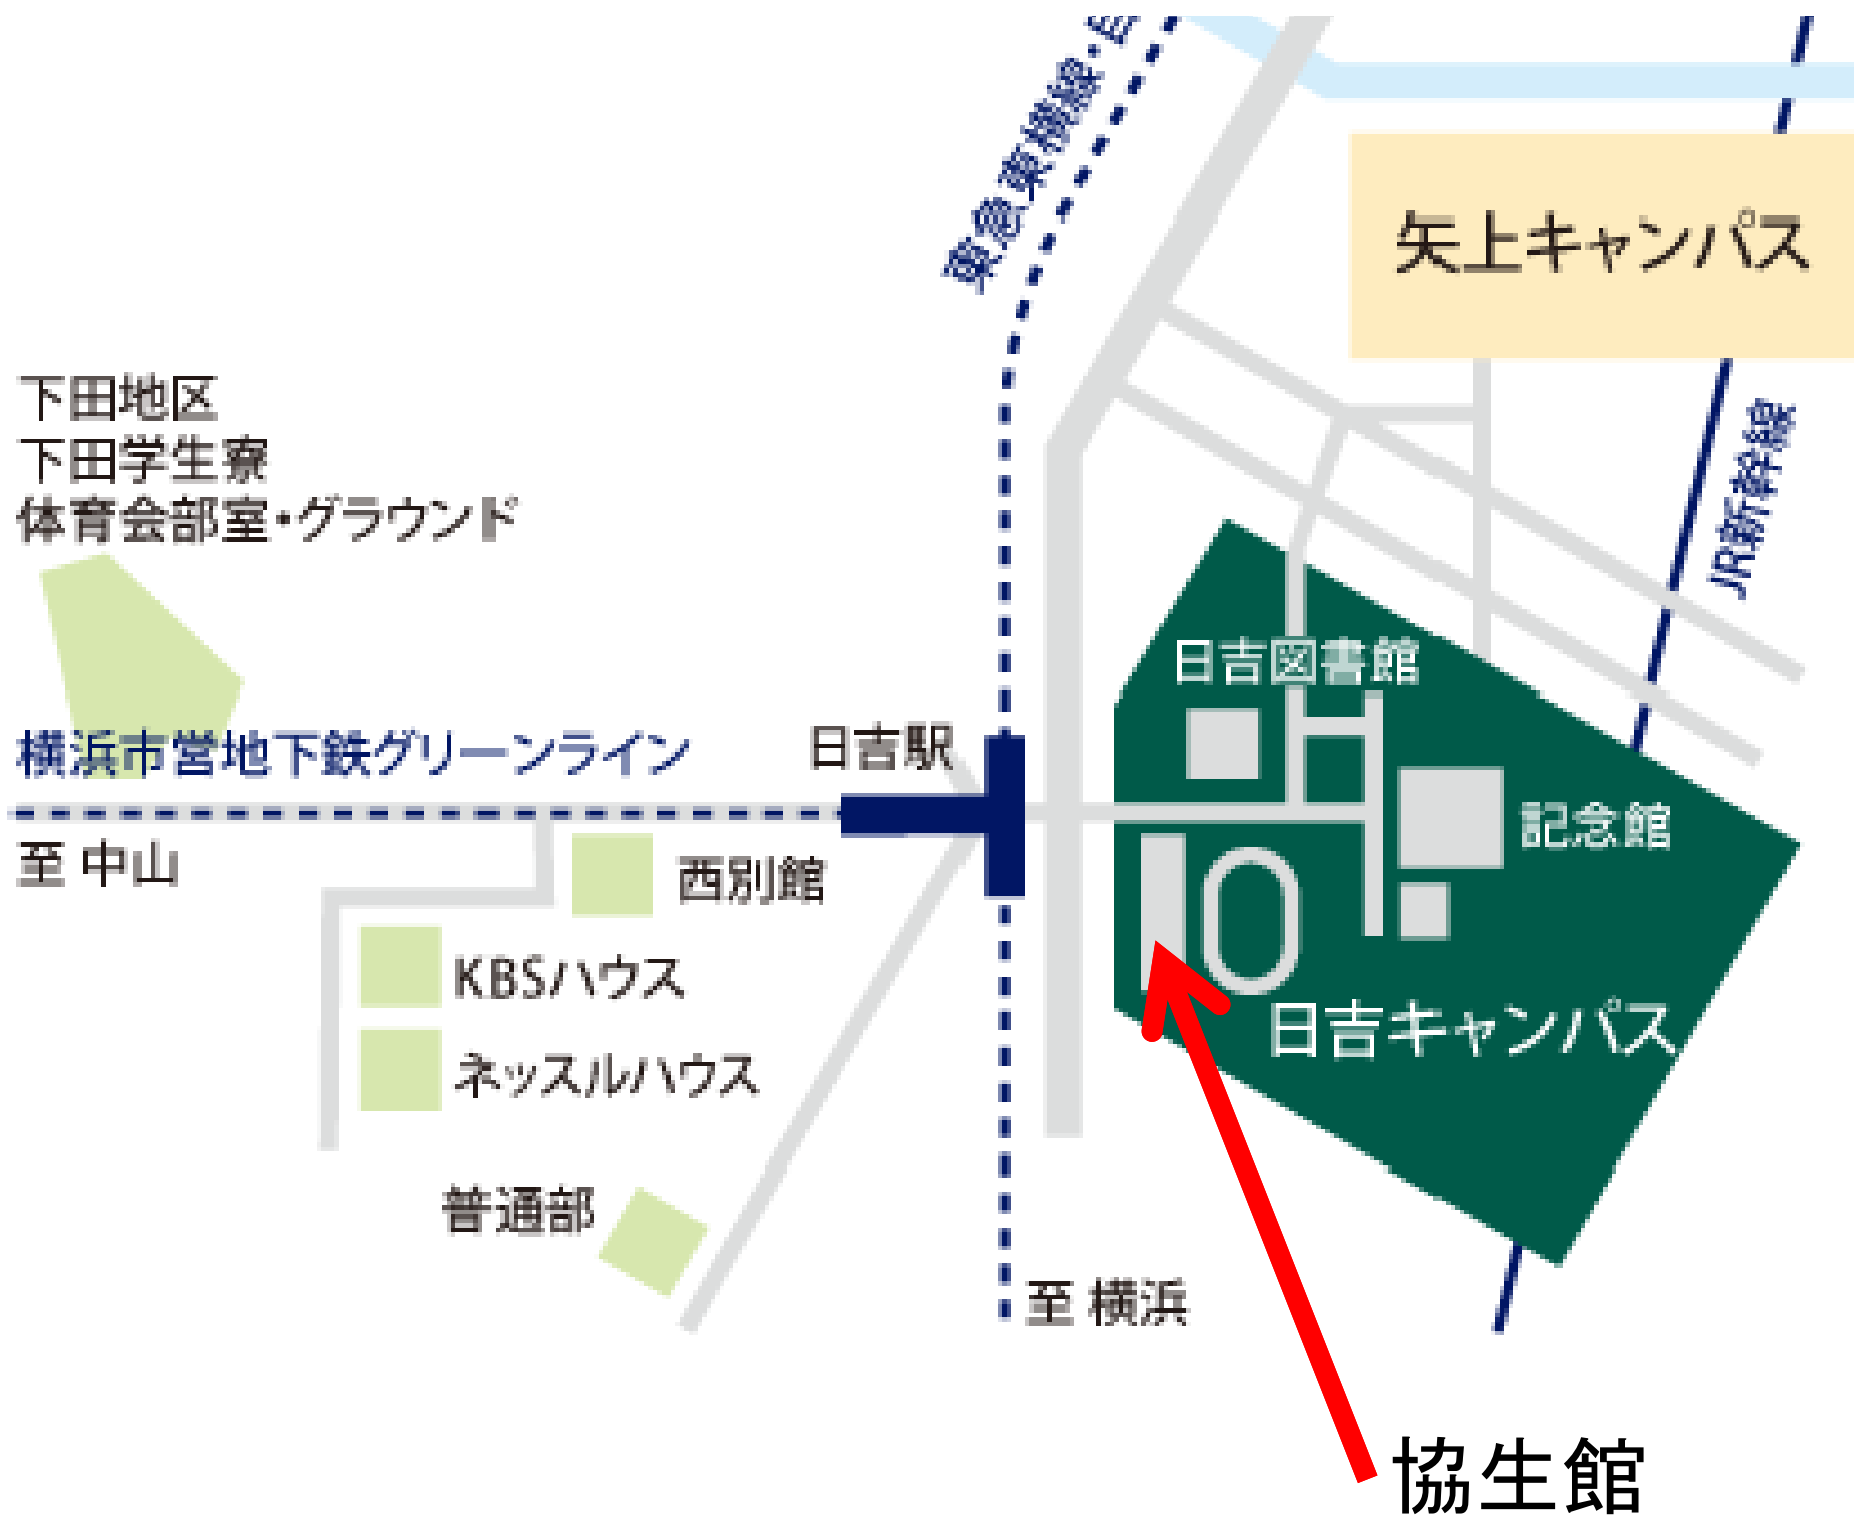 東急東横線・目
矢上キャンパス
下田地区
下田学生寮
体育会部室・グラウンド
JR新幹線
日吉図書館
横浜市営地下鉄グリーンライン
日吉駅
記念館
至 中山
西別館
KBSハウス
日吉キャンパス
ネッスルハウス
普通部
至 横浜
協生館